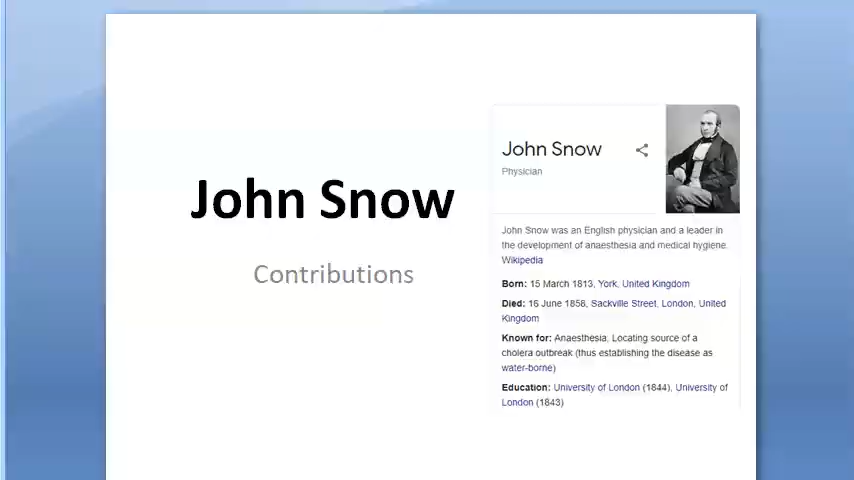 John Snow
Contributions
John Snow
Physician
John Snow was an English physician and a leader in
the development of anaesthesia and medical hygiene.
Wikipedia
Born: 15 March 1813, York, United Kingdom
Died: 16 June 1858, Sackville Street, London, United
Kingdom
Known for: Anaesthesia; Locating source of a
cholera outbreak (thus establishing the disease as
water-borne)
Education: University of London (1844), University of
London (1843)